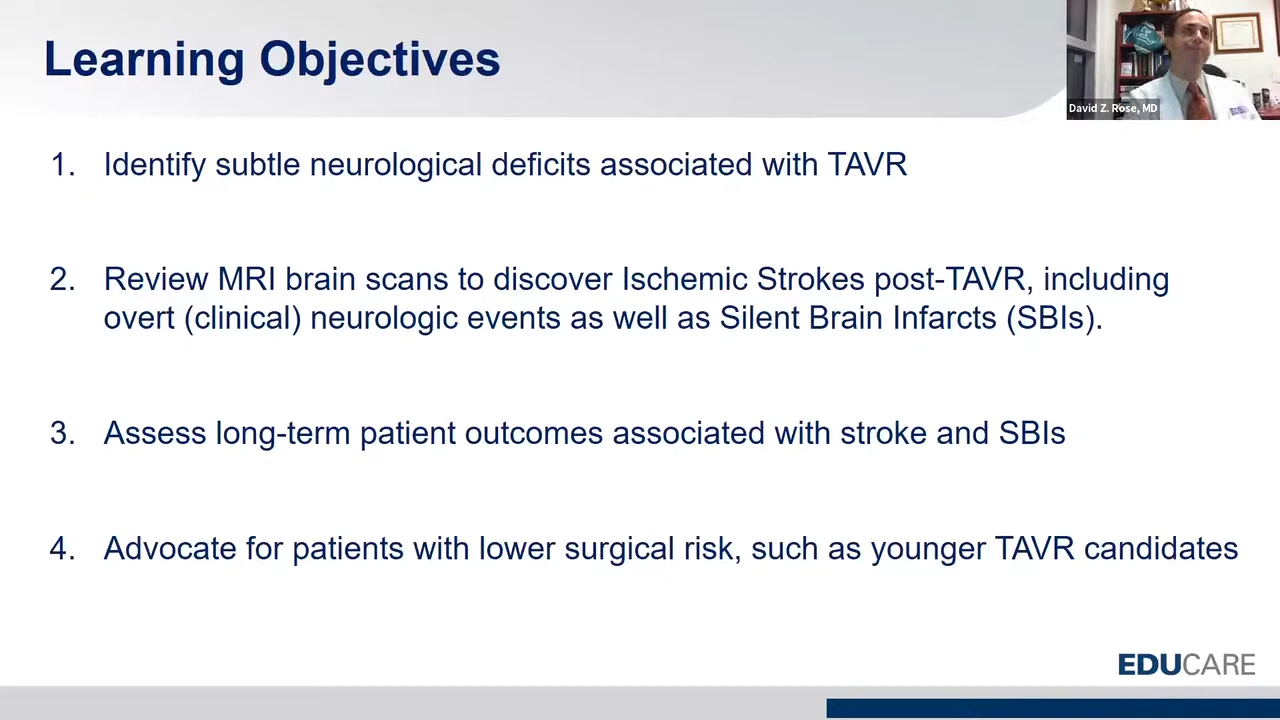 Learning Objectives
David Z. Rose, MD
1. Identify subtle neurological deficits associated with TAVR
2. Review MRI brain scans to discover Ischemic Strokes post-TAVR, including
overt (clinical) neurologic events as well as Silent Brain Infarcts (SBIs).
3. Assess long-term patient outcomes associated with stroke and SBIs
4. Advocate for patients with lower surgical risk, such as younger TAVR candidates
EDUCARE